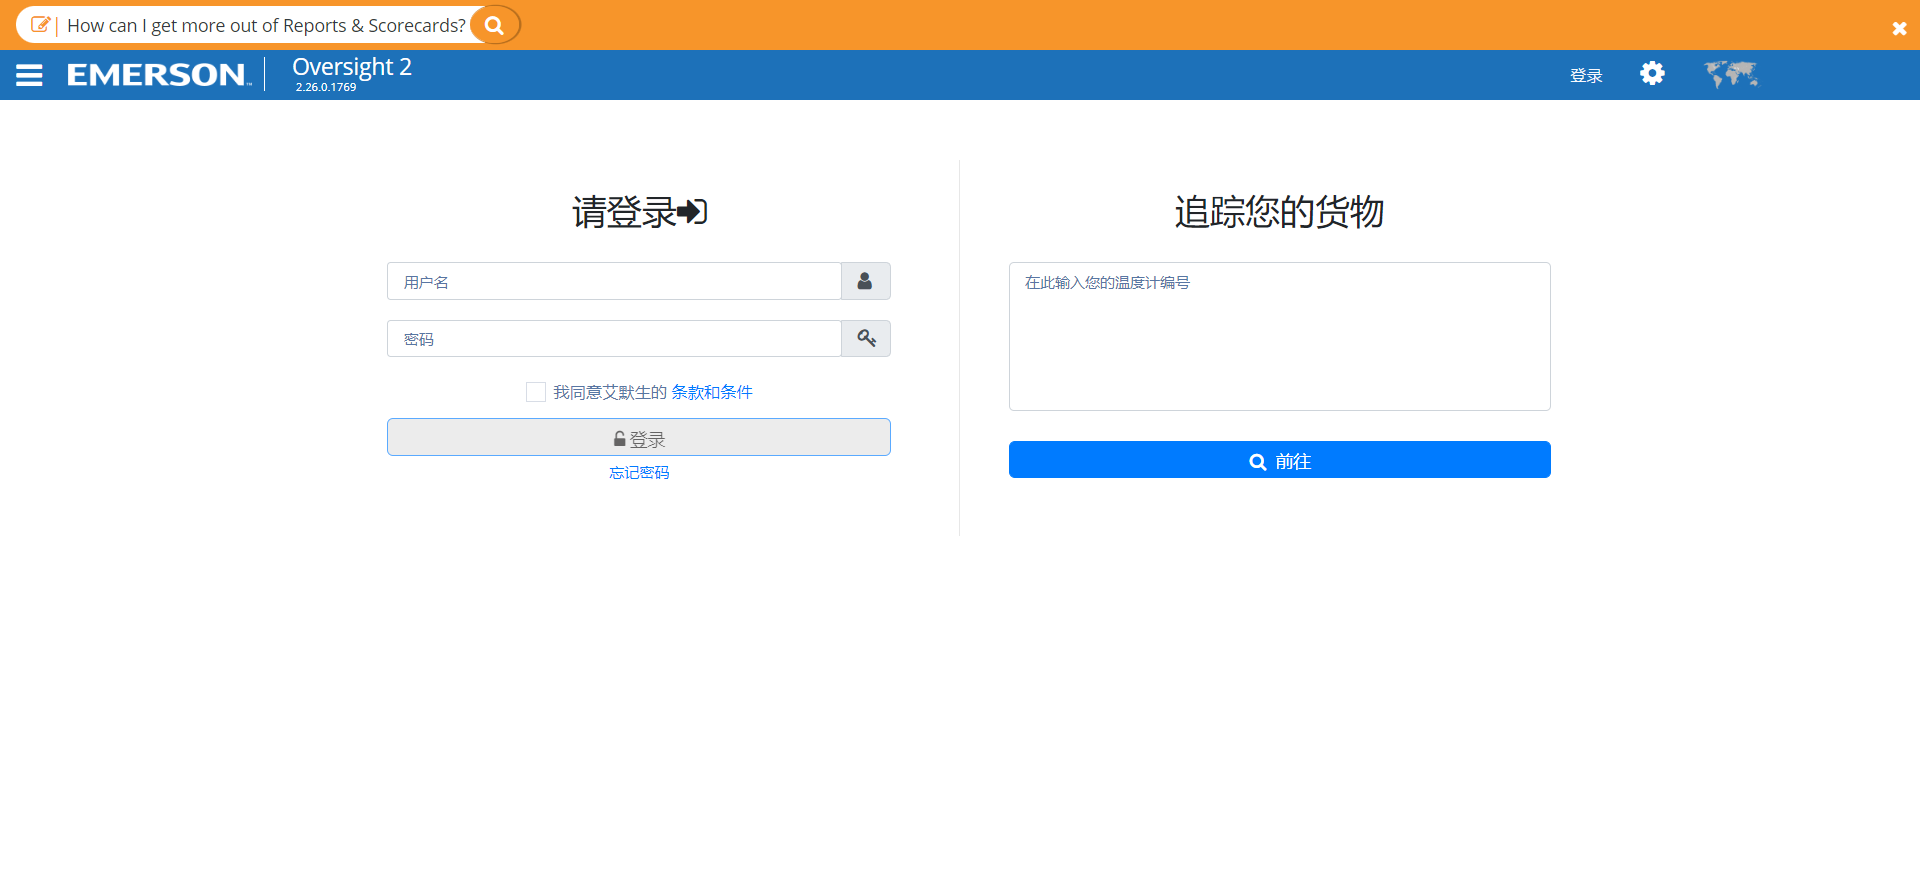 How can I get more out of Reports & Scorecards?
EMERSON™
Oversight 2
2.26.0.1769
登录
请登录
用户名
密码
我同意艾默生的 条款和条件
登录
忘记密码
追踪您的货物
在此输入您的温度计编号
前往